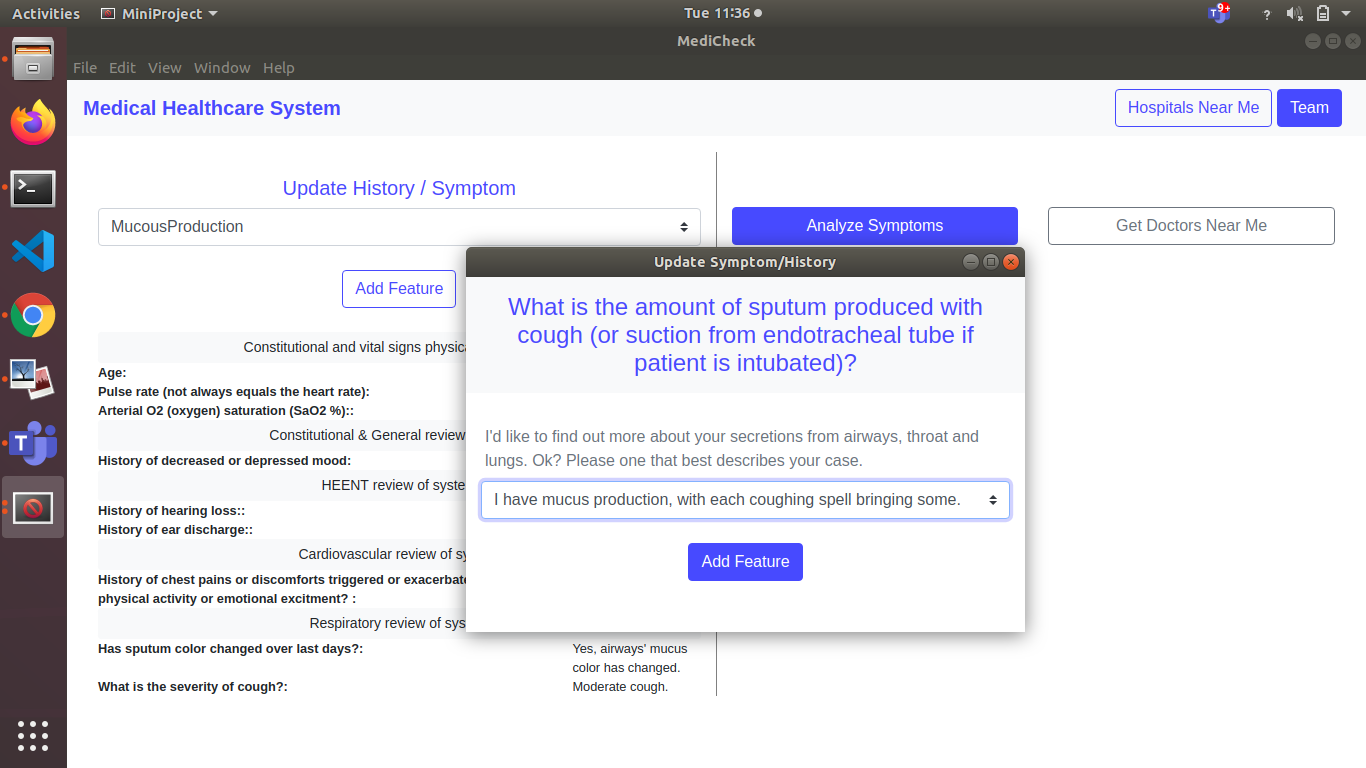 Activities MiniProject Tue 11:36 9+ ?
MediCheck
File Edit View Window Help
Medical Healthcare System Hospitals Near Me Team
Update History / Symptom
MucousProduction Analyze Symptoms Get Doctors Near Me
Add Feature
Constitutional and vital signs physica
Age:
Pulse rate (not always equals the heart rate):
Arterial O2 (oxygen) saturation (SaO2 %)::
Constitutional & General review
History of decreased or depressed mood:
HEENT review of syste
History of hearing loss::
History of ear discharge::
Cardiovascular review of sy
History of chest pains or discomforts triggered or exacerbate
physical activity or emotional excitment? :
Respiratory review of sys
Has sputum color changed over last days?: Yes, airways' mucus
color has changed.
What is the severity of cough?: Moderate cough.
Update Symptom/History
What is the amount of sputum produced with
cough (or suction from endotracheal tube if
patient is intubated)?
I'd like to find out more about your secretions from airways, throat and
lungs. Ok? Please one that best describes your case.
I have mucus production, with each coughing spell bringing some.
Add Feature